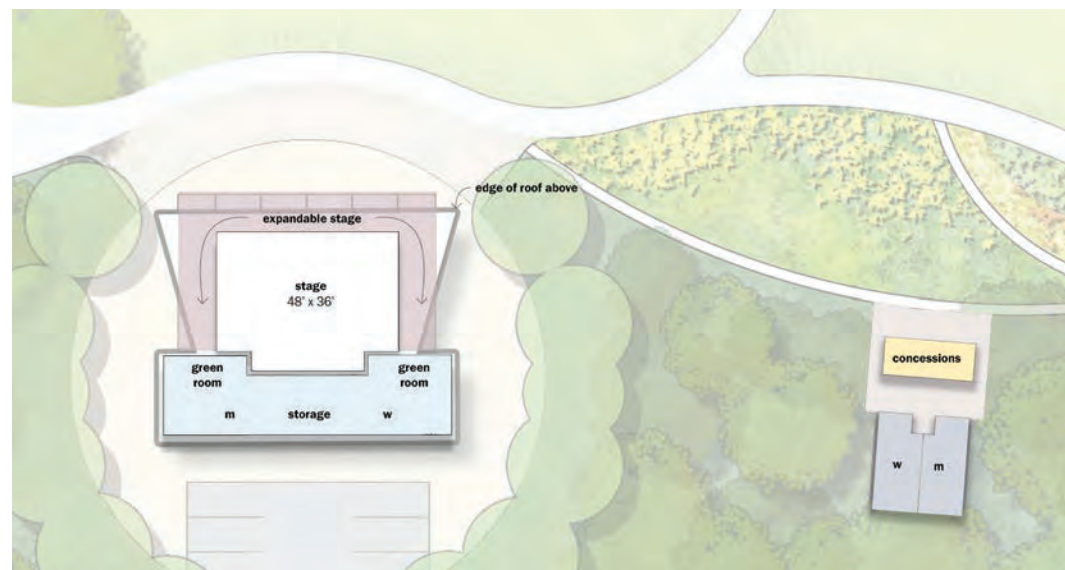 edge of roof above
expandable stage
stage
48' x 36'
green
room
green
room
m
storage
w
concessions
w
m